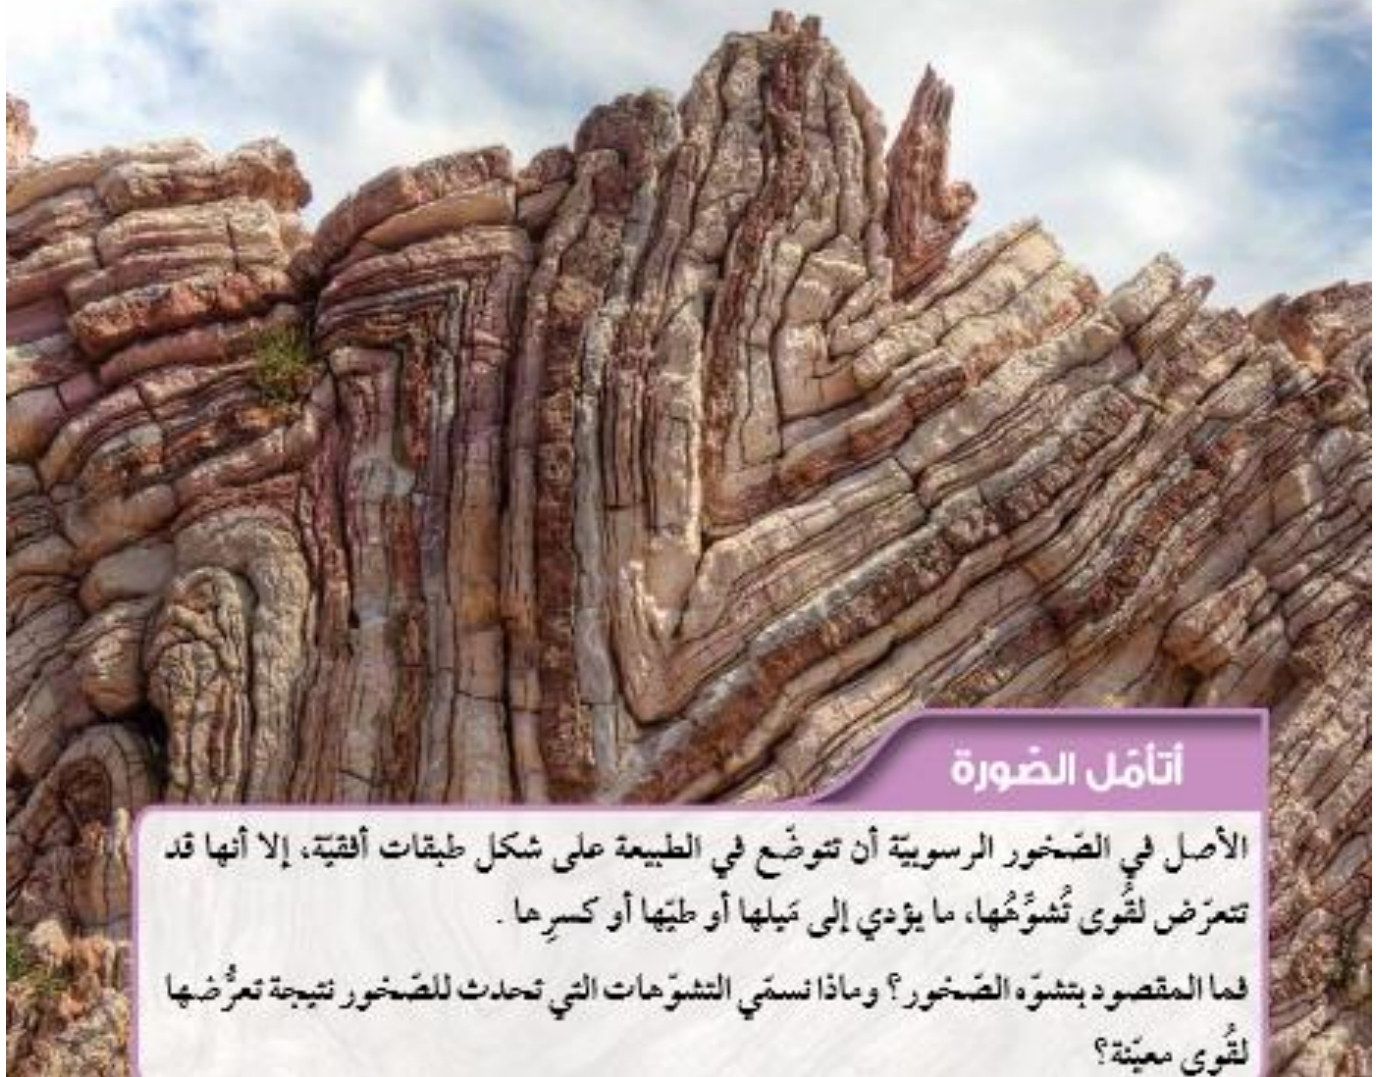 أتأمّل الصّورة
الأصل في الصّخور الرسوبيّة أن تتوضّع في الطبيعة على شكل طبقات أفقيّة، إلا أنها قد
تتعرّض لقُوى تُشوَّهُها، ما يؤدي إلى مَيلها أو طيّها أو كسرِها .
فما المقصود بتشوّه الصّخور؟ وماذا نسمّي التشوّهات التي تحدث للصّخور نتيجة تعرُّضها
لقُوى معيّنة؟